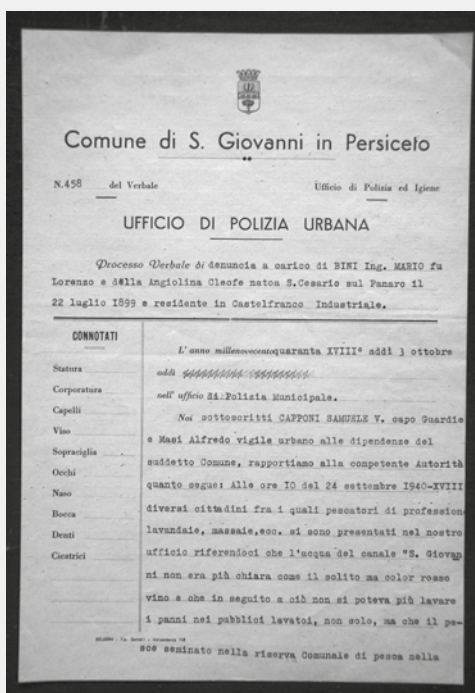 Comune di S. Giovanni in Persiceto
N.458 del Verbale Ufficio di Polizia ed Igiene
UFFICIO DI POLIZIA URBANA
Processo Verbale di denuncia a carico di BINI Ing. MARIO fu
Lorenzo e della Angiolina Cleofe naton S.Cesario sul Panaro il
22 luglio 1899 e residente in Castelfranco Industriale.
CONNOTATI
Statura
Corporatura
Capelli
Viso
Sopraciglia
Occhi
Naso
Bocca
Denti
Cicatrici
L'anno millenovecentoquaranta XVIII° addì 3 ottobre
addì
nell'ufficio di Polizia Municipale.
Noi sottoscritti CAPPONI SAMUELE V. capo Guardie
e Masi Alfredo vigile urbano alle dipendenze del
suddetto Comune, rapportiamo alla competente Autorità
quanto segue: Alle ore IO del 24 settembre 1940-XVIII
diversi cittadini fra i quali pescatori di profession
lavandaie, massaie,ecc. si sono presentati nel nostro
ufficio riferendoci che l'acqua del canale "S. Giovan
ni non era più chiara come il solito ma color rosso
vino e che in seguito a ciò non si poteva più lavare
i panni nei pubblici lavatoi, non solo, ma che il pe-
sce seminato nella riserva Comunale di pesca nella